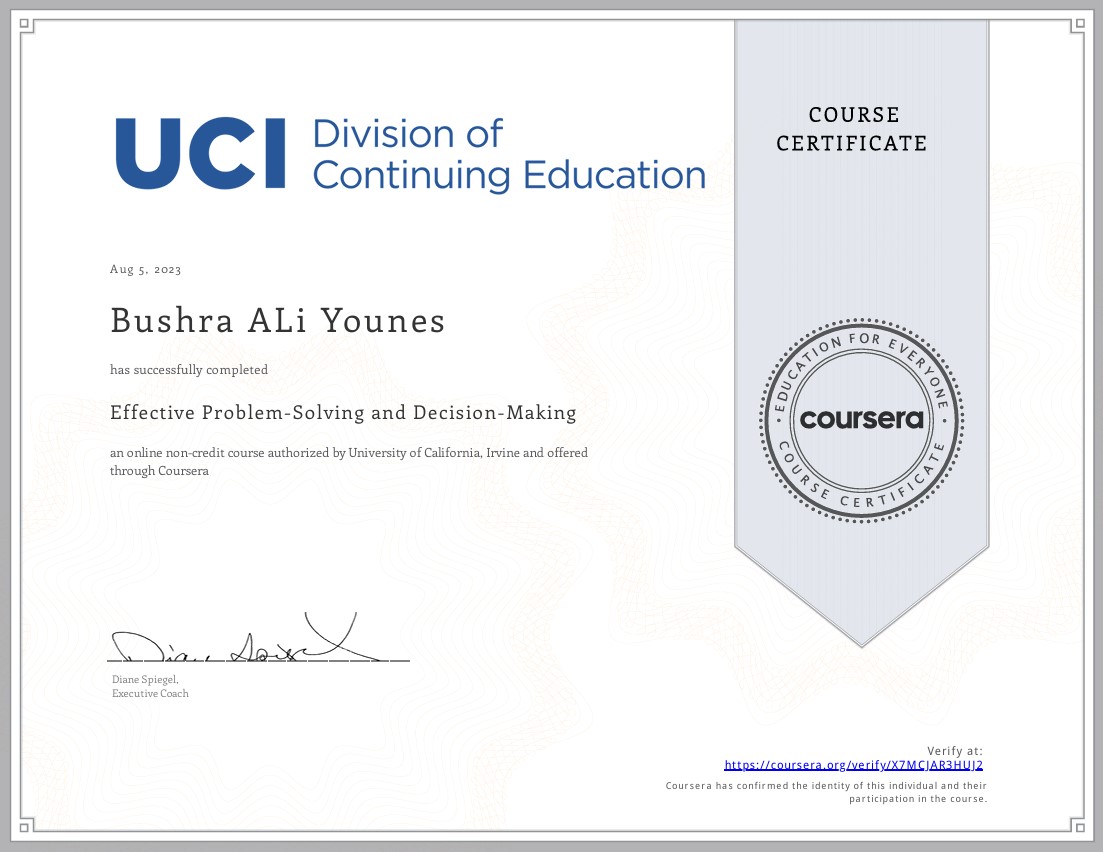 UCI Division of
Continuing Education
COURSE
CERTIFICATE
Aug 5, 2023
Bushra ALi Younes
has successfully completed
Effective Problem-Solving and Decision-Making
an online non-credit course authorized by University of California, Irvine and offered
through Coursera
EDUCATION FOR EVERYONE
coursera
COURSE CERTIFICATE
Diane Spiegel,
Executive Coach
Verify at:
https://coursera.org/verify/X7MCJAR3HUJ2
Coursera has confirmed the identity of this individual and their
participation in the course.